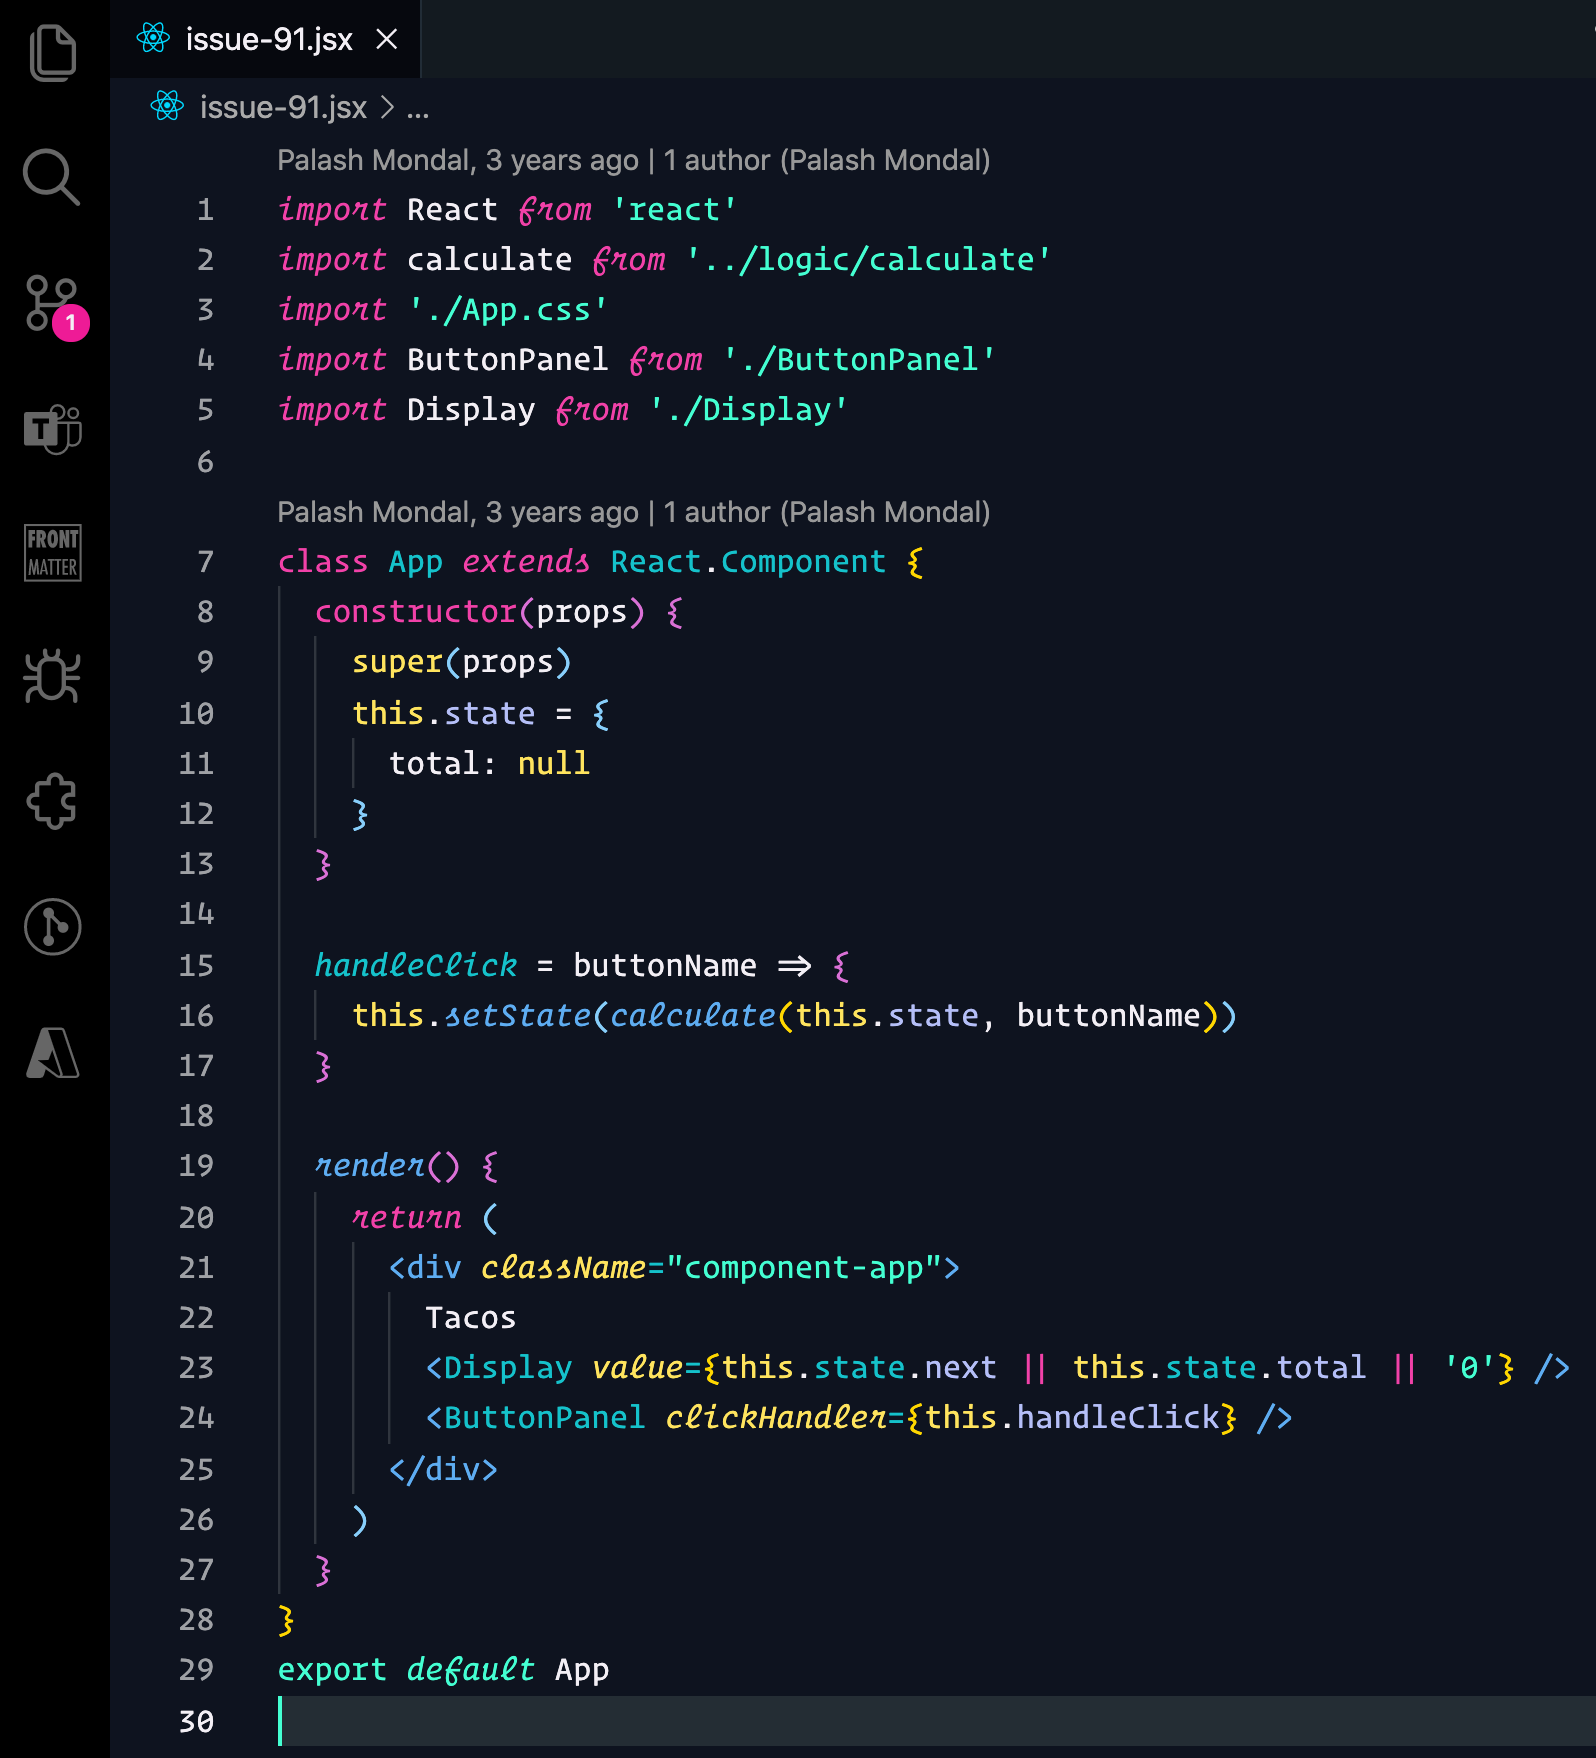 issue-91.jsx
issue-91.jsx > ...
Palash Mondal, 3 years ago | 1 author (Palash Mondal)
1 import React from 'react'
2 import calculate from '../logic/calculate'
3 import './App.css'
4 import ButtonPanel from './ButtonPanel'
5 import Display from './Display'
6
Palash Mondal, 3 years ago | 1 author (Palash Mondal)
7 class App extends React.Component {
8   constructor(props) {
9     super(props)
10     this.state = {
11       total: null
12     }
13   }
14
15   handleClick = buttonName => {
16     this.setState(calculate(this.state, buttonName))
17   }
18
19   render() {
20     return (
21       <div className="component-app">
22         Tacos
23         <Display value={this.state.next || this.state.total || '0'} />
24         <ButtonPanel clickHandler={this.handleClick} />
25       </div>
26     )
27   }
28 }
29 export default App
30
1
T
FRONT
MATTER